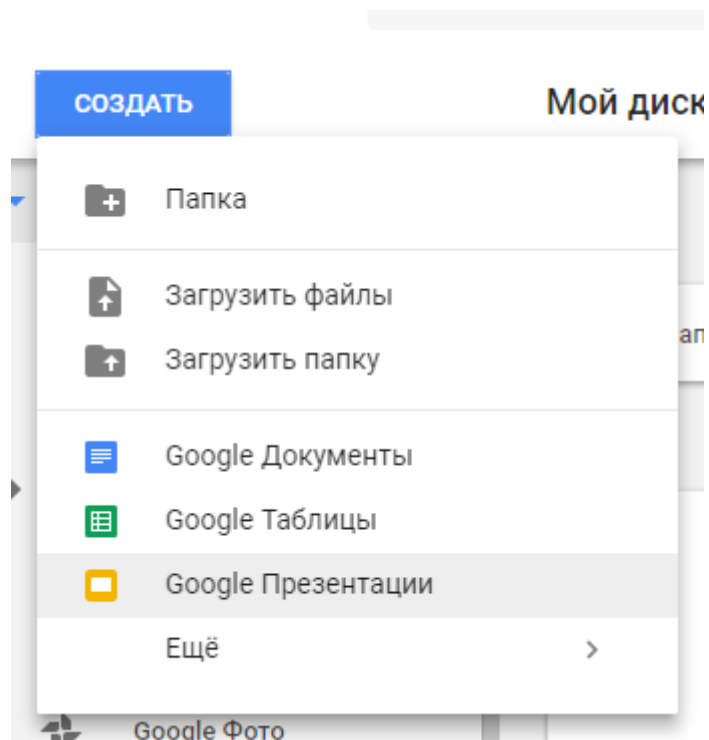 СОЗДАТЬ
Мой диск
Папка
Загрузить файлы
Загрузить папку
Google Документы
Google Таблицы
Google Презентации
Ещё
Google Фото